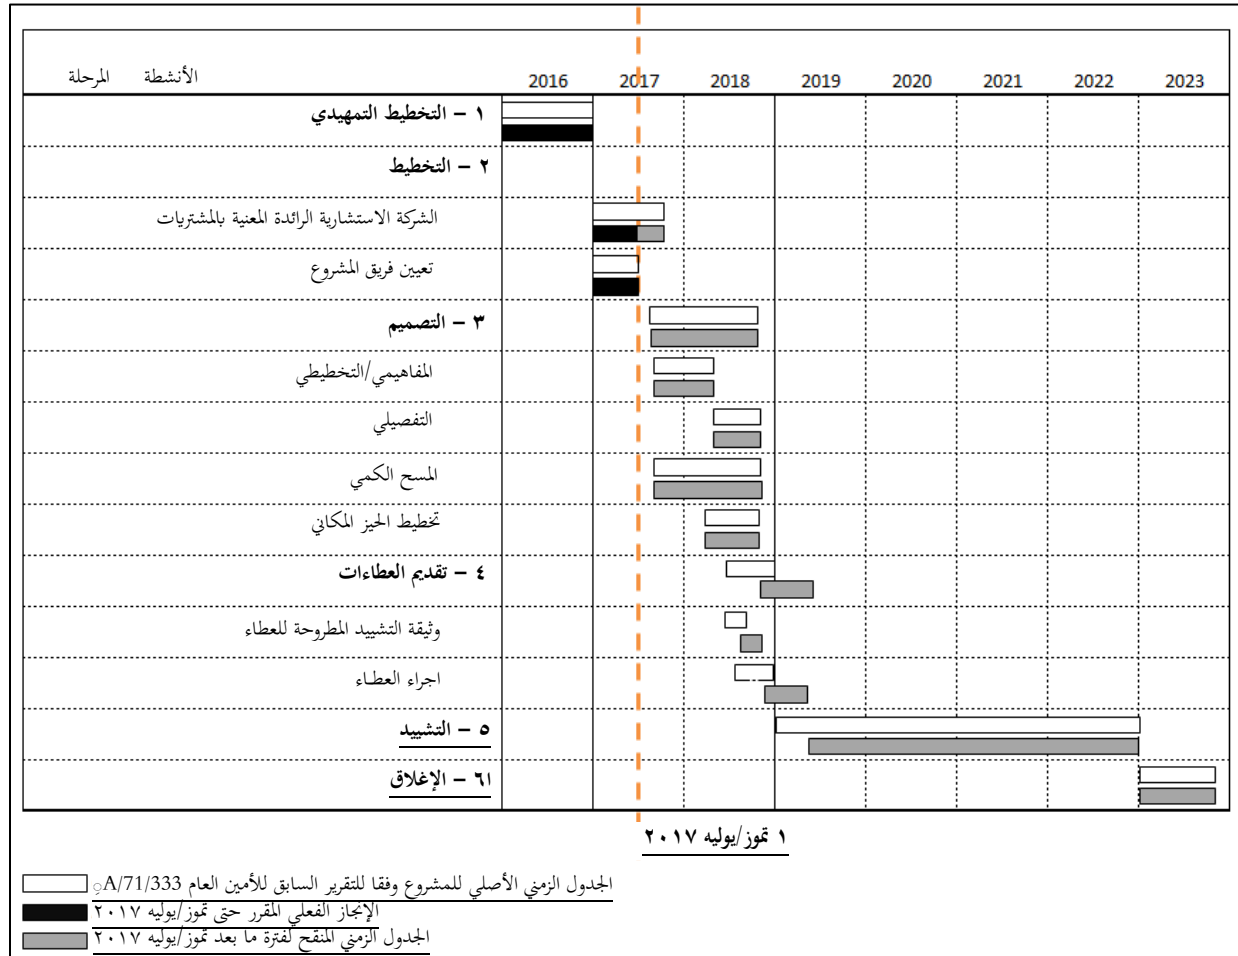 المرحلة الأنشطة 2016 2017 2018 2019 2020 2021 2022 2023
١ – التخطيط التمهيدي
٢ – التخطيط
الشركة الاستشارية الرائدة المعنية بالمشتريات
تعيين فريق المشروع
٣ – التصميم
المفاهيمي/التخطيطي
التفصيلي
المسح الكمي
تخطيط الحيز المكاني
٤ – تقديم العطاءات
وثيقة التشييد المطروحة للعطاء
اجراء العطاء
٥ – التشييد
٦١ – الإغلاق
١ تموز/يوليه ٢٠١٧
الجدول الزمني الأصلي للمشروع وفقا للتقرير السابق للأمين العام A/71/333
الإنجاز الفعلي المقرر حتى تموز/يوليه ٢٠١٧
الجدول الزمني المنقح لفترة ما بعد تموز/يوليه ٢٠١٧